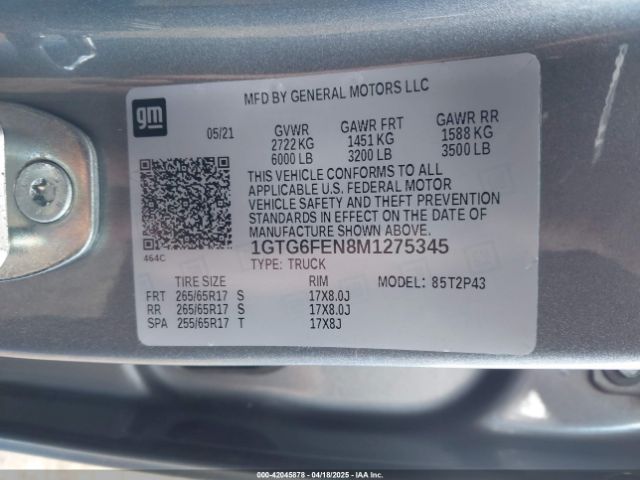 MFD BY GENERAL MOTORS LLC
gm
05/21 GVWR GAWR FRT GAWR RR
2722 KG 1451 KG 1588 KG
6000 LB 3200 LB 3500 LB
THIS VEHICLE CONFORMS TO ALL
APPLICABLE U.S. FEDERAL MOTOR
VEHICLE SAFETY AND THEFT PREVENTION
STANDARDS IN EFFECT ON THE DATE OF
MANUFACTURE SHOWN ABOVE.
464C
1GTG6FEN8M1275345
TYPE: TRUCK
TIRE SIZE RIM MODEL: 85T2P43
FRT 265/65R17 S 17X8.0J
RR 265/65R17 S 17X8.0J
SPA 255/65R17 T 17X8J
000-42045878 - 04/18/2025 - IAA Inc.